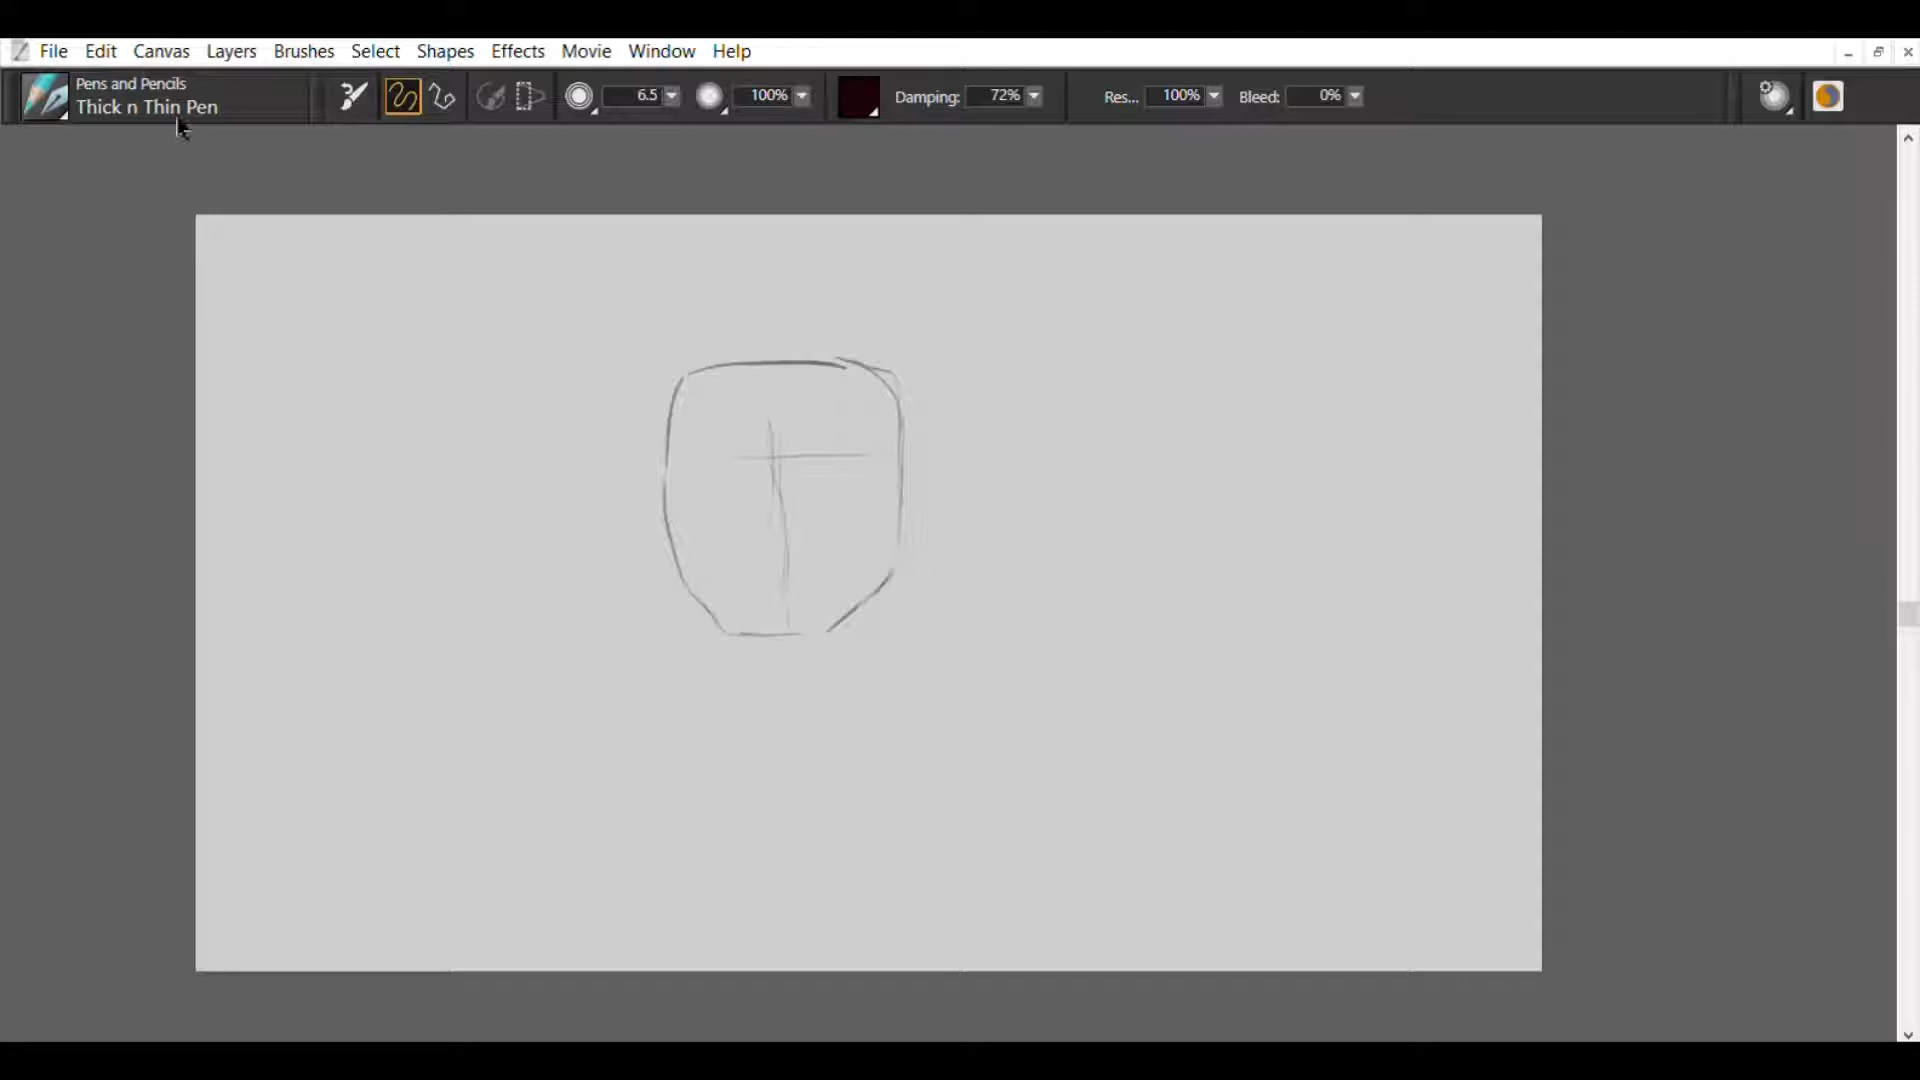 File Edit Canvas Layers Brushes Select Shapes Effects Movie Window Help
Pens and Pencils
Thick n Thin Pen
6.5 100% Damping: 72% Res... 100% Bleed: 0%